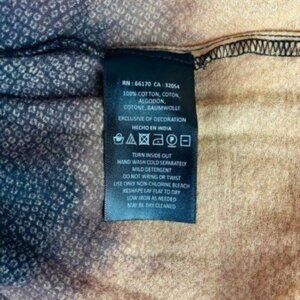 RN : 66170 CA : 32054
100% COTTON, COTON,
ALGODON,
COTONE, BAUMWOLLE
EXCLUSIVE OF DECORATION
HECHO EN INDIA
TURN INSIDE OUT
HAND WASH COLD SEPARATELY
MILD DETERGENT
DO NOT WRING OR TWIST
USE ONLY NON-CHLORINE BLEACH
RESHAPE LAY FLAT TO DRY
LOW IRON AS NEEDED
MAY BE DRY CLEANED